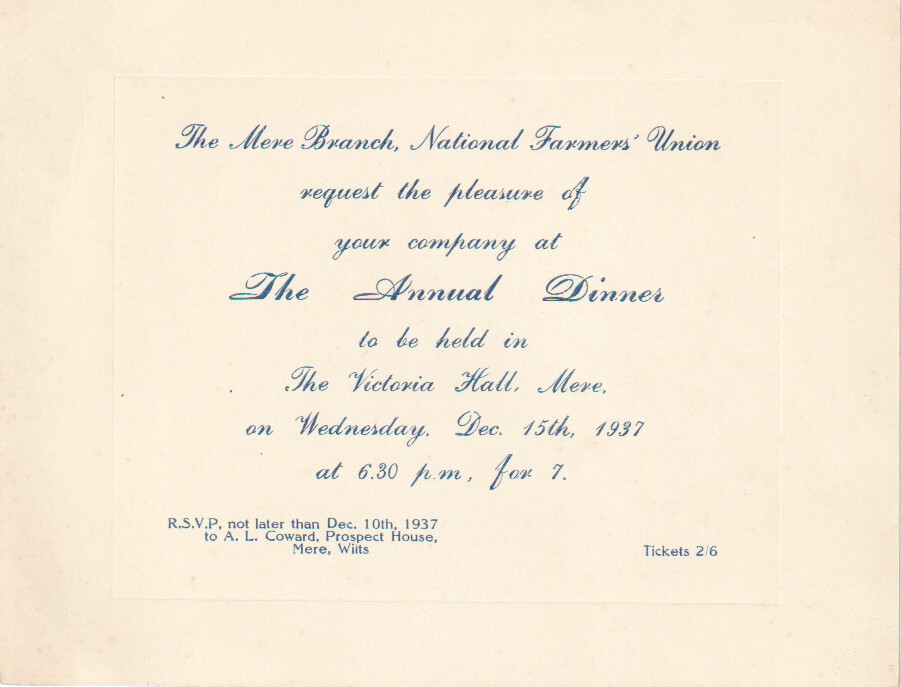 The Mere Branch, National Farmers' Union
request the pleasure of
your company at
The Annual Dinner
to be held in
The Victoria Hall, Mere,
on Wednesday, Dec. 15th, 1937
at 6.30 p.m, for 7.
R.S.V.P, not later than Dec. 10th, 1937
to A. L. Coward, Prospect House,
Mere, Wilts
Tickets 2/6